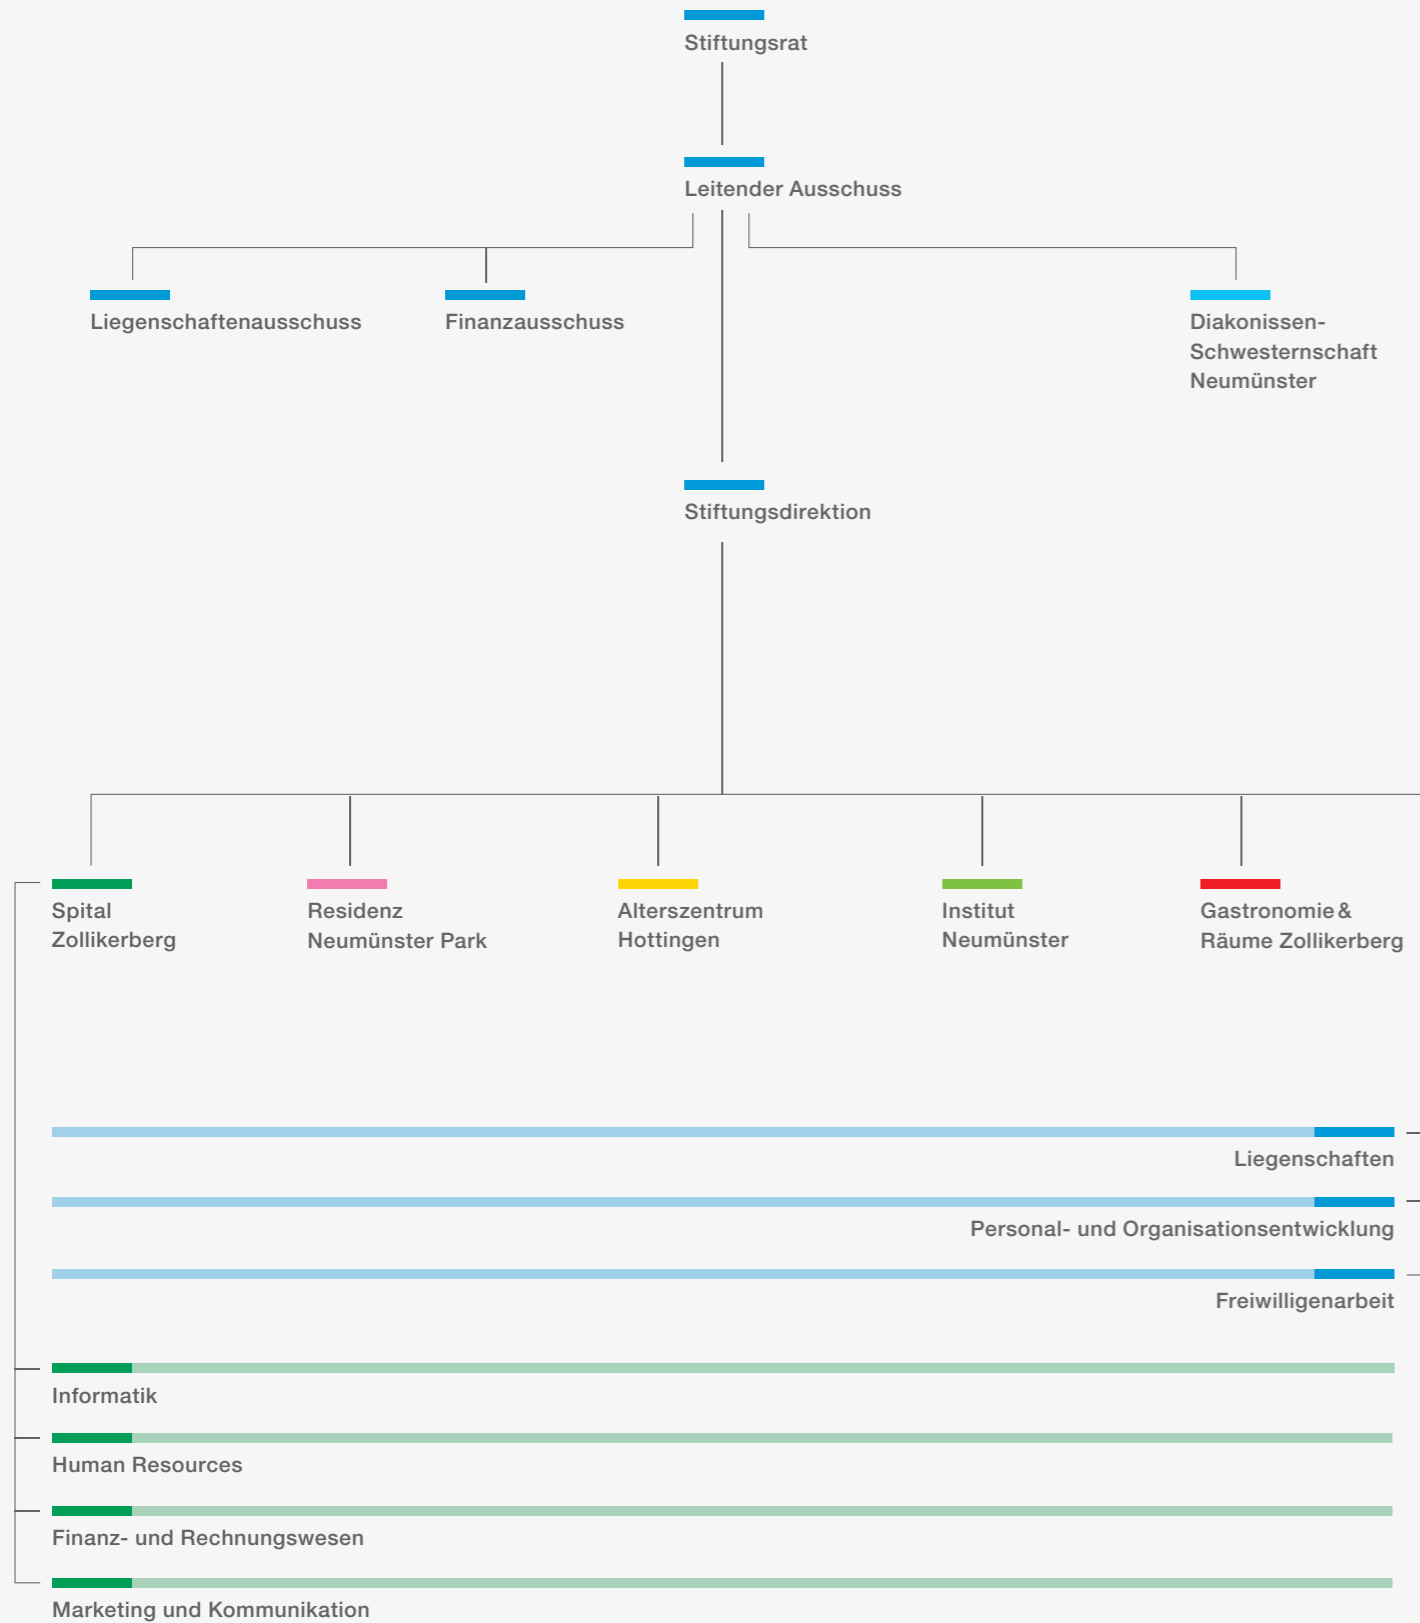 Stiftungsrat
Leitender Ausschuss
Liegenschaftenausschuss
Finanzausschuss
Diakonissen-
Schwesternschaft
Neumünster
Stiftungsdirektion
Spital
Zollikerberg
Residenz
Neumünster Park
Alterszentrum
Hottingen
Institut
Neumünster
Gastronomie &
Räume Zollikerberg
Liegenschaften
Personal- und Organisationsentwicklung
Freiwilligenarbeit
Informatik
Human Resources
Finanz- und Rechnungswesen
Marketing und Kommunikation